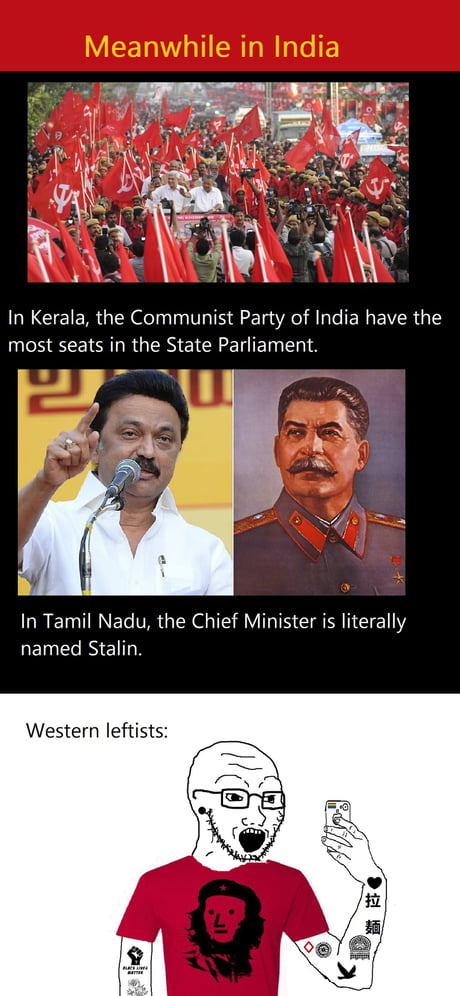 Meanwhile in India
In Kerala, the Communist Party of India have the
most seats in the State Parliament.
In Tamil Nadu, the Chief Minister is literally
named Stalin.
Western leftists:
拉
麺
BLACK LIVES
MATTER